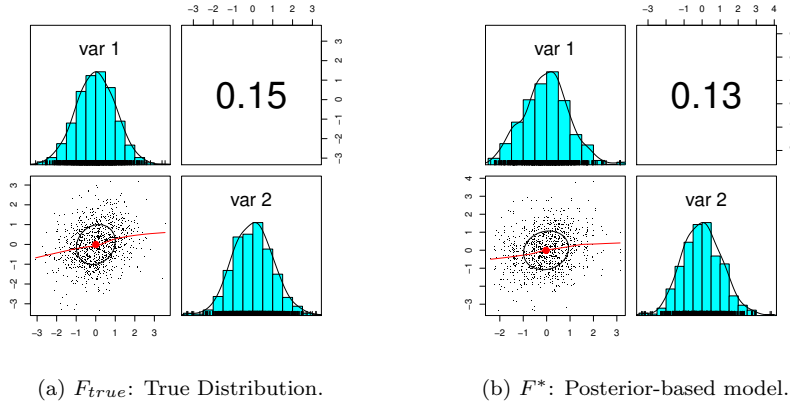 -3 -2 -1 0 1 2 3
-3 -2 0 1 2 3 4
var 1
0.15
-3 -2 -1 0 1 2 3
var 1
0.13
-3 -2 -1 0 1 2 3
var 2
-3 -2 -1 0 1 2 3 4
var 2
-3 -2 -1 0 1 2 3
-2 -1 0 1 2 3
(a) F_true: True Distribution.
(b) F*: Posterior-based model.